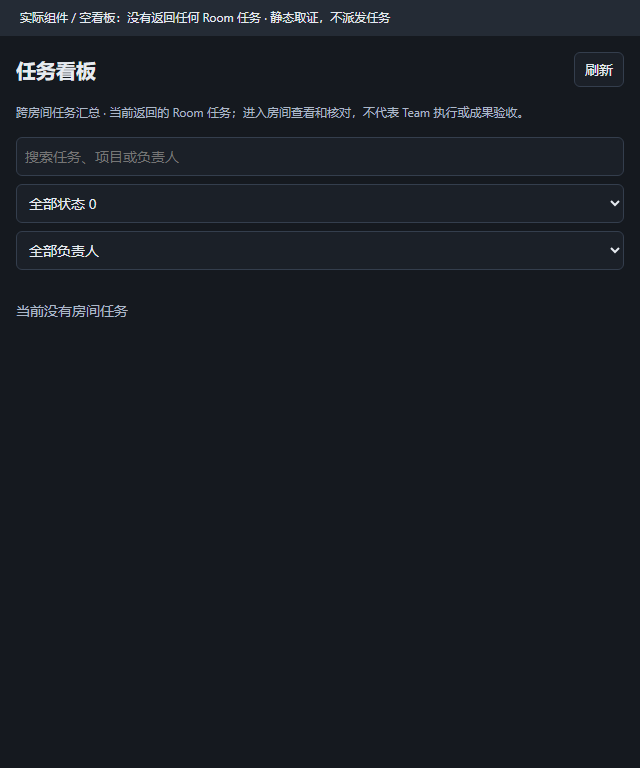 实际组件 / 空看板：没有返回任何 Room 任务 · 静态取证，不派发任务
任务看板
刷新
跨房间任务汇总 · 当前返回的 Room 任务；进入房间查看和核对，不代表 Team 执行或成果验收。
搜索任务、项目或负责人
全部状态 0
全部负责人
当前没有房间任务